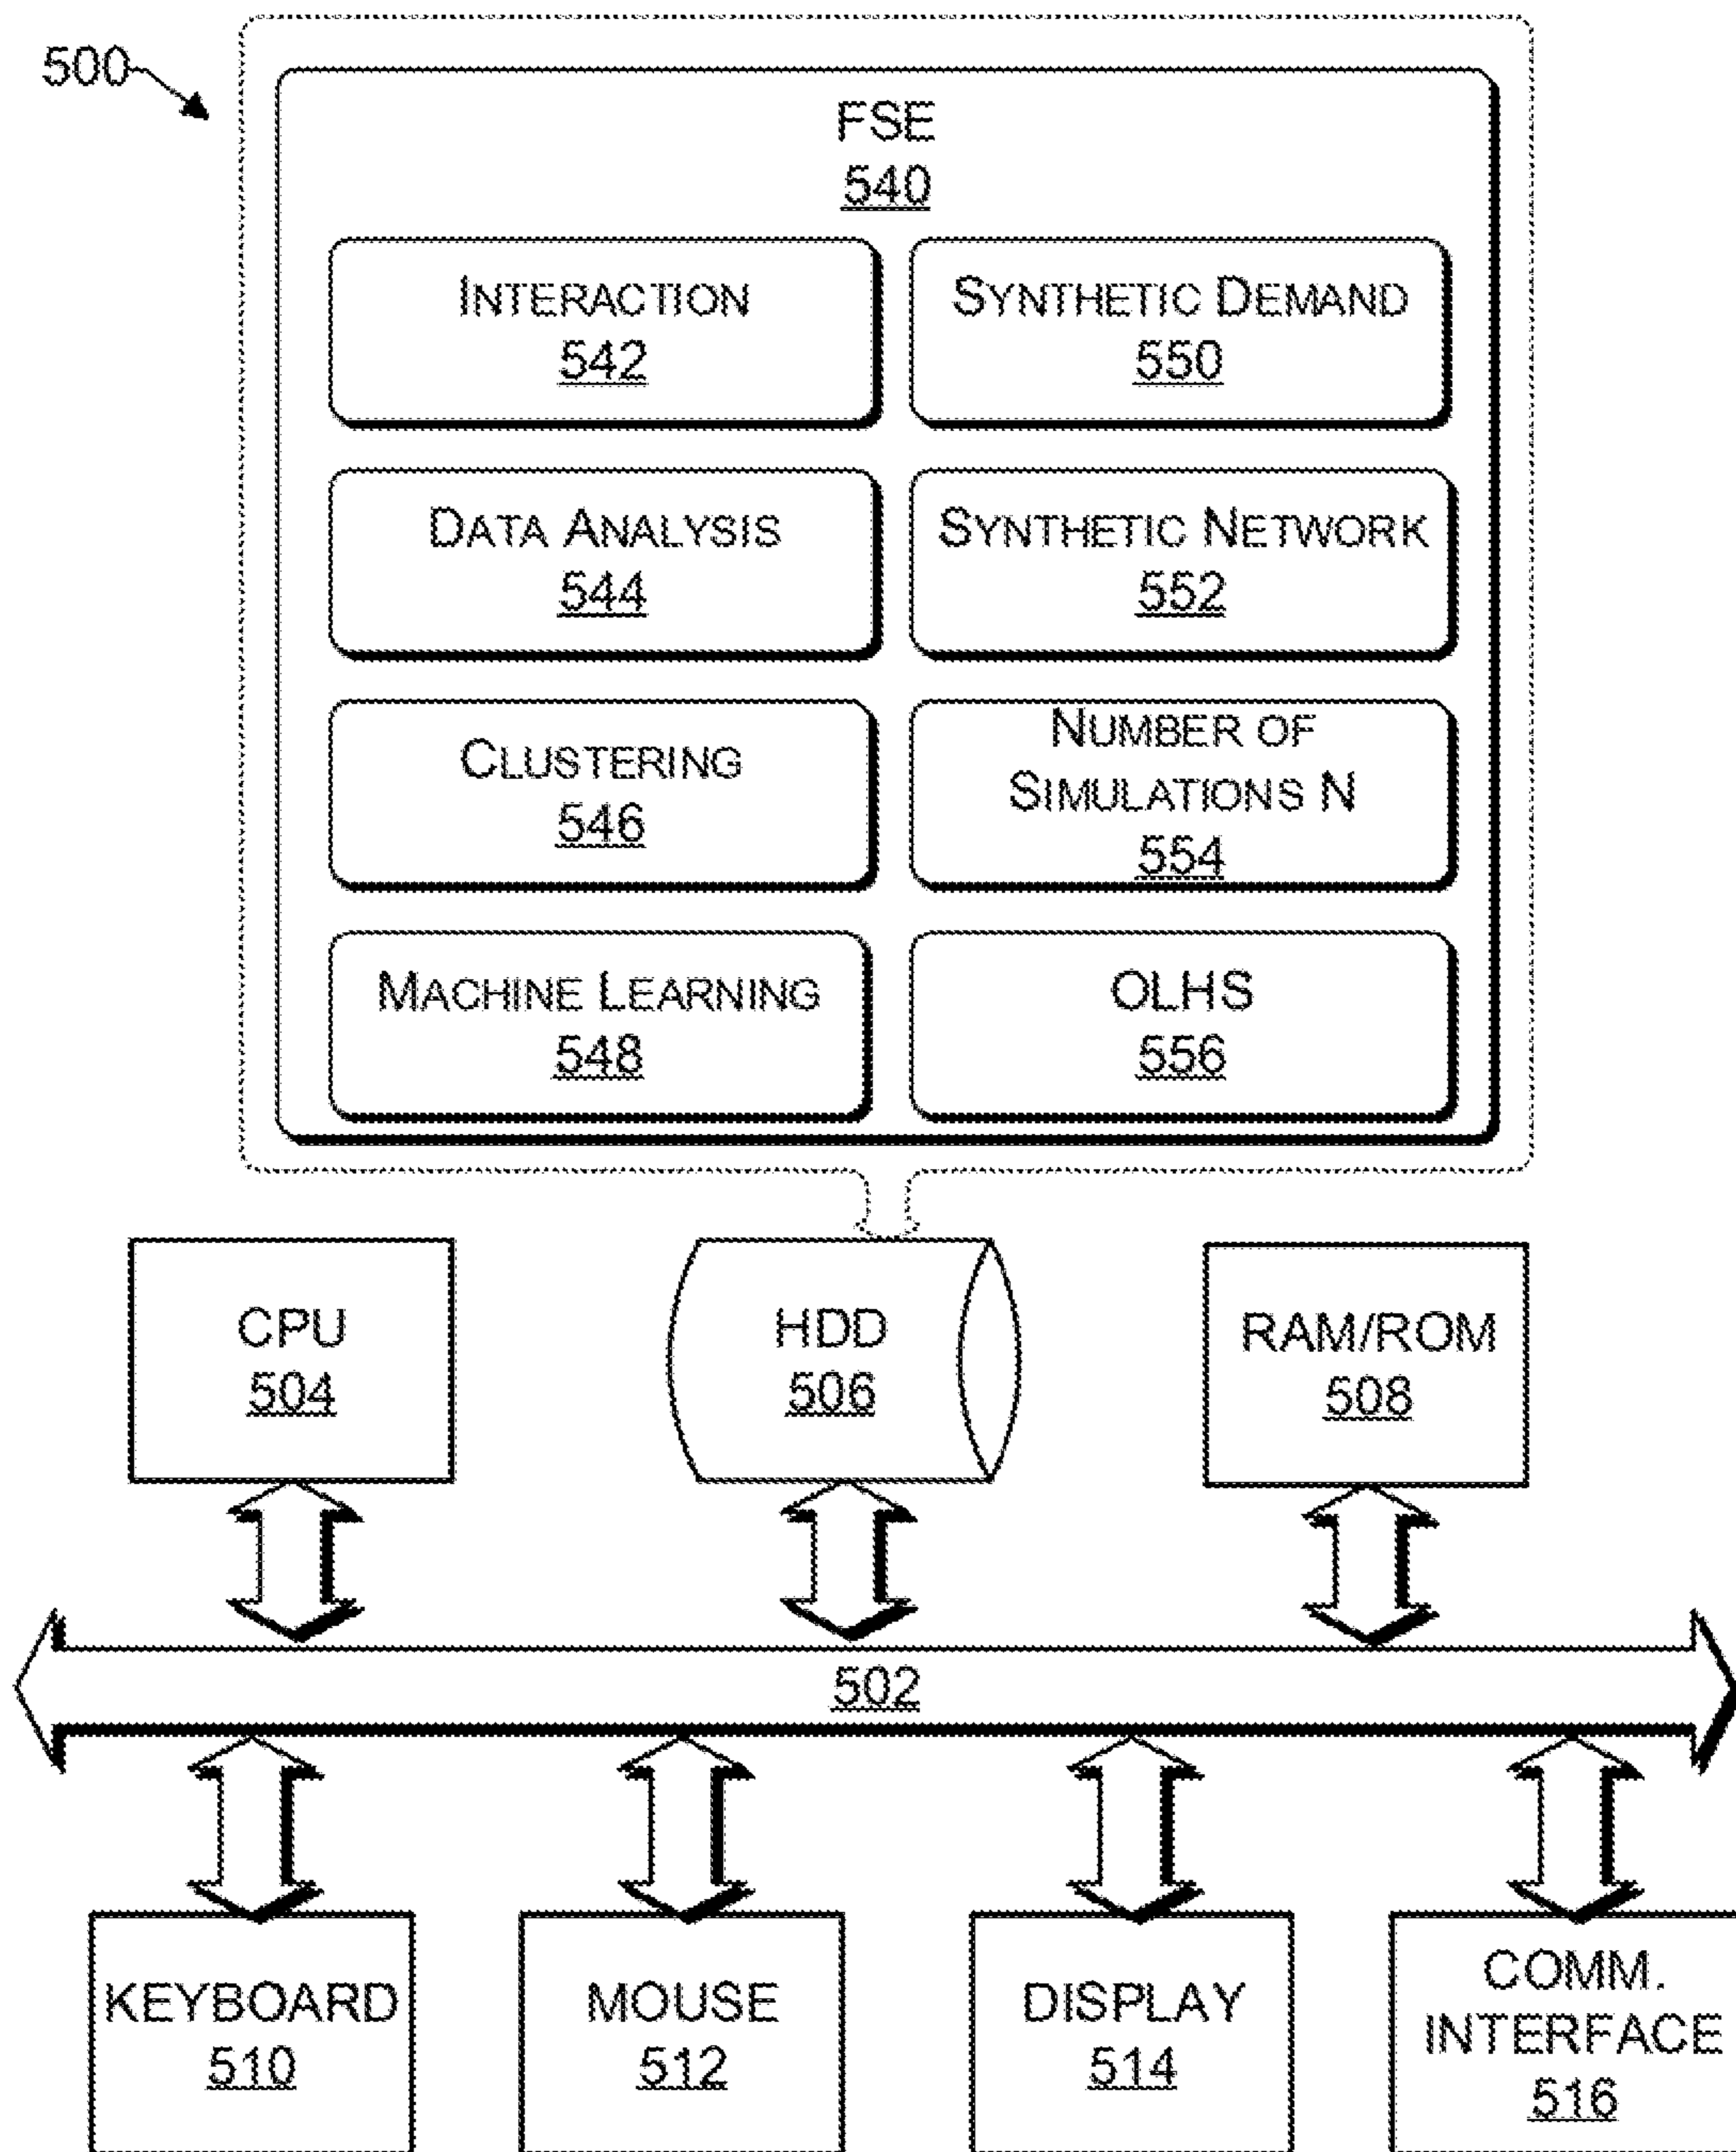 500
FSE
540
INTERACTION
542
SYNTHETIC DEMAND
550
DATA ANALYSIS
544
SYNTHETIC NETWORK
552
CLUSTERING
546
NUMBER OF
SIMULATIONS N
554
MACHINE LEARNING
548
OLHS
556
CPU
504
HDD
506
RAM/ROM
508
502
KEYBOARD
510
MOUSE
512
DISPLAY
514
COMM.
INTERFACE
516